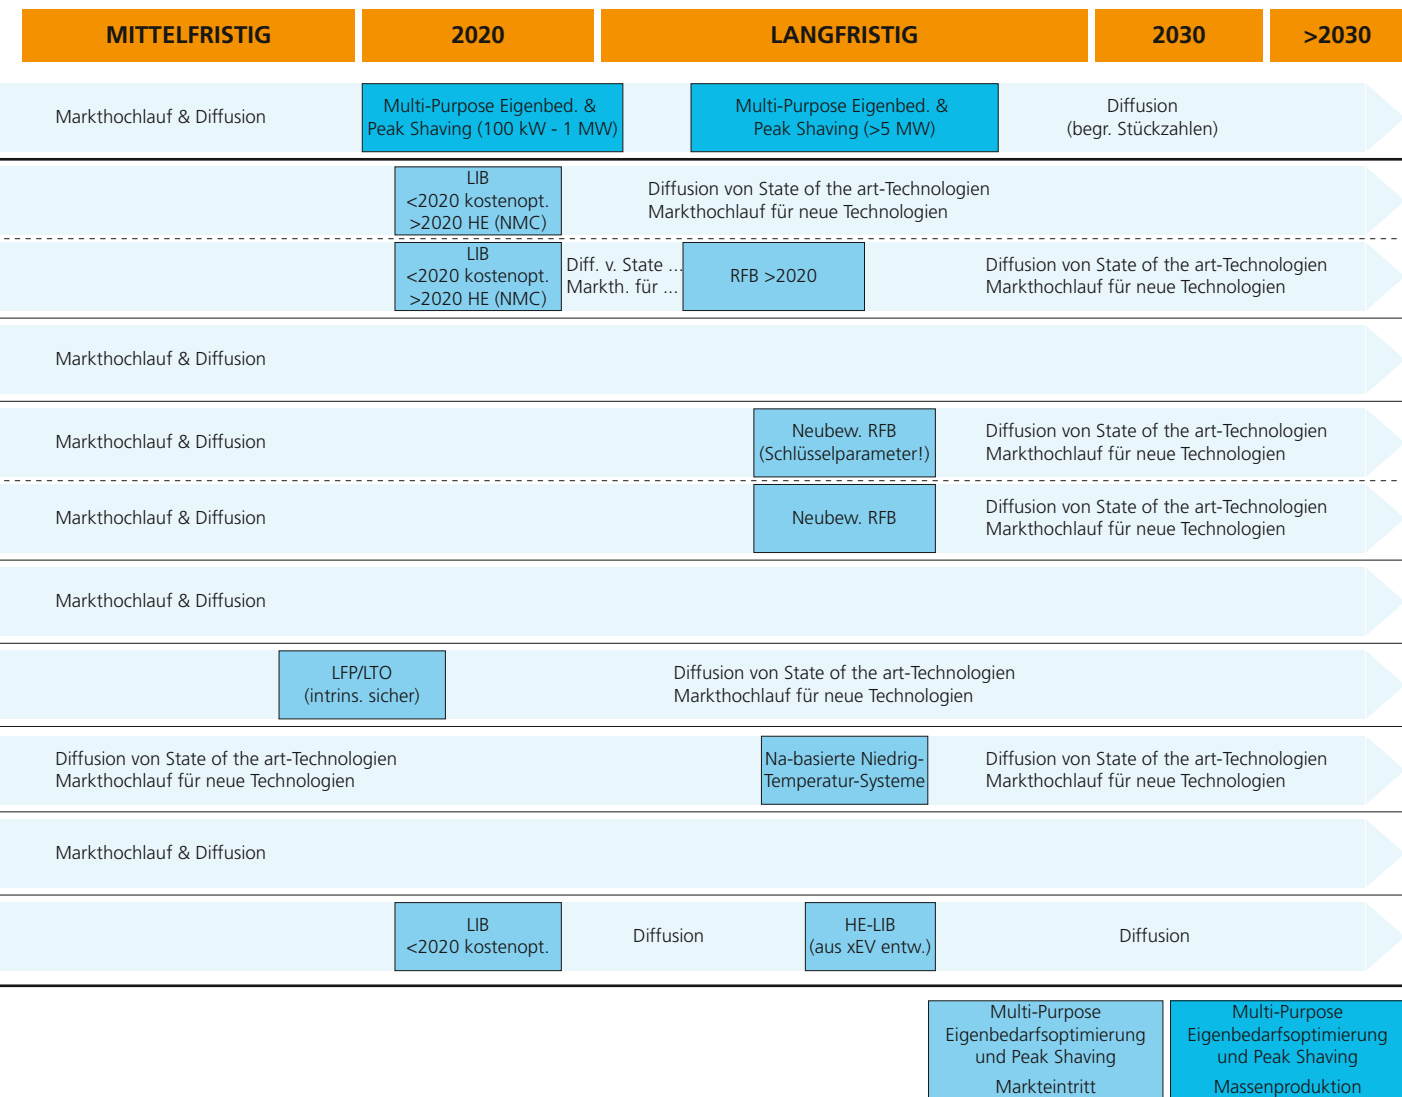 MITTELFRISTIG
2020
LANGFRISTIG
2030
>2030
Markthochlauf & Diffusion
Multi-Purpose Eigenbed. &
Peak Shaving (100 kW - 1 MW)
Multi-Purpose Eigenbed. &
Peak Shaving (>5 MW)
Diffusion
(begr. Stückzahlen)
LIB
<2020 kostenopt.
>2020 HE (NMC)
Diffusion von State of the art-Technologien
Markthochlauf für neue Technologien
LIB
<2020 kostenopt.
>2020 HE (NMC)
Diff. v. State ...
Markth. für ...
RFB >2020
Diffusion von State of the art-Technologien
Markthochlauf für neue Technologien
Markthochlauf & Diffusion
Markthochlauf & Diffusion
Neubew. RFB
(Schlüsselparameter!)
Diffusion von State of the art-Technologien
Markthochlauf für neue Technologien
Markthochlauf & Diffusion
Neubew. RFB
Diffusion von State of the art-Technologien
Markthochlauf für neue Technologien
Markthochlauf & Diffusion
LFP/LTO
(intrins. sicher)
Diffusion von State of the art-Technologien
Markthochlauf für neue Technologien
Diffusion von State of the art-Technologien
Markthochlauf für neue Technologien
Na-basierte Niedrig-
Temperatur-Systeme
Diffusion von State of the art-Technologien
Markthochlauf für neue Technologien
Markthochlauf & Diffusion
LIB
<2020 kostenopt.
Diffusion
HE-LIB
(aus xEV entw.)
Diffusion
Multi-Purpose
Eigenbedarfsoptimierung
und Peak Shaving
Markteintritt
Multi-Purpose
Eigenbedarfsoptimierung
und Peak Shaving
Massenproduktion